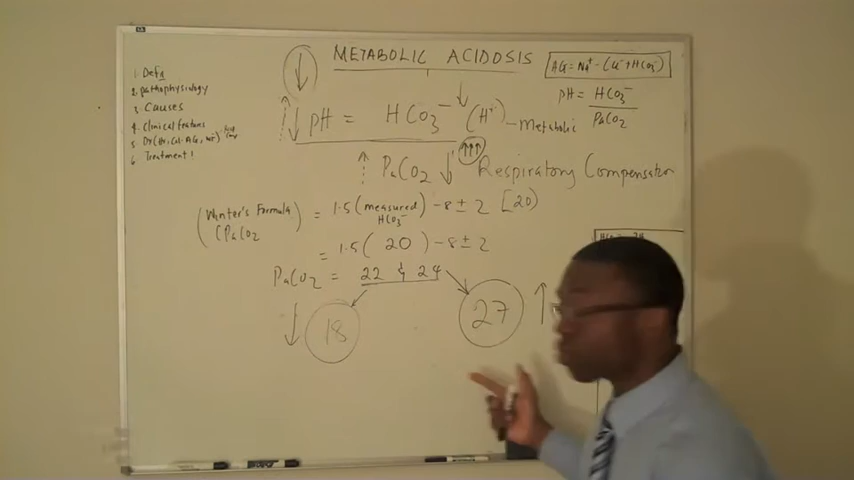 METABOLIC ACIDOSIS
AG = Na⁺ - (Cl⁻ + HCO₃⁻)
1. Defn
2. pathophysiology
3. Causes
4. Clinical features
6. Treatment!
↓
↑↓ pH = HCO₃⁻ ↓ (H⁺) - Metabolic
pH = HCO₃⁻
PaCO₂
↑ PaCO₂ ↓ ↑↑↑ Respiratory Compensation
(Winter's Formula) = 1.5 (measured) - 8 ± 2 [20)
HCO₃⁻
(PaCO₂
= 1.5 ( 20 ) - 8 ± 2
PaCO₂ = 22 & 24
↓ 18 27 ↑